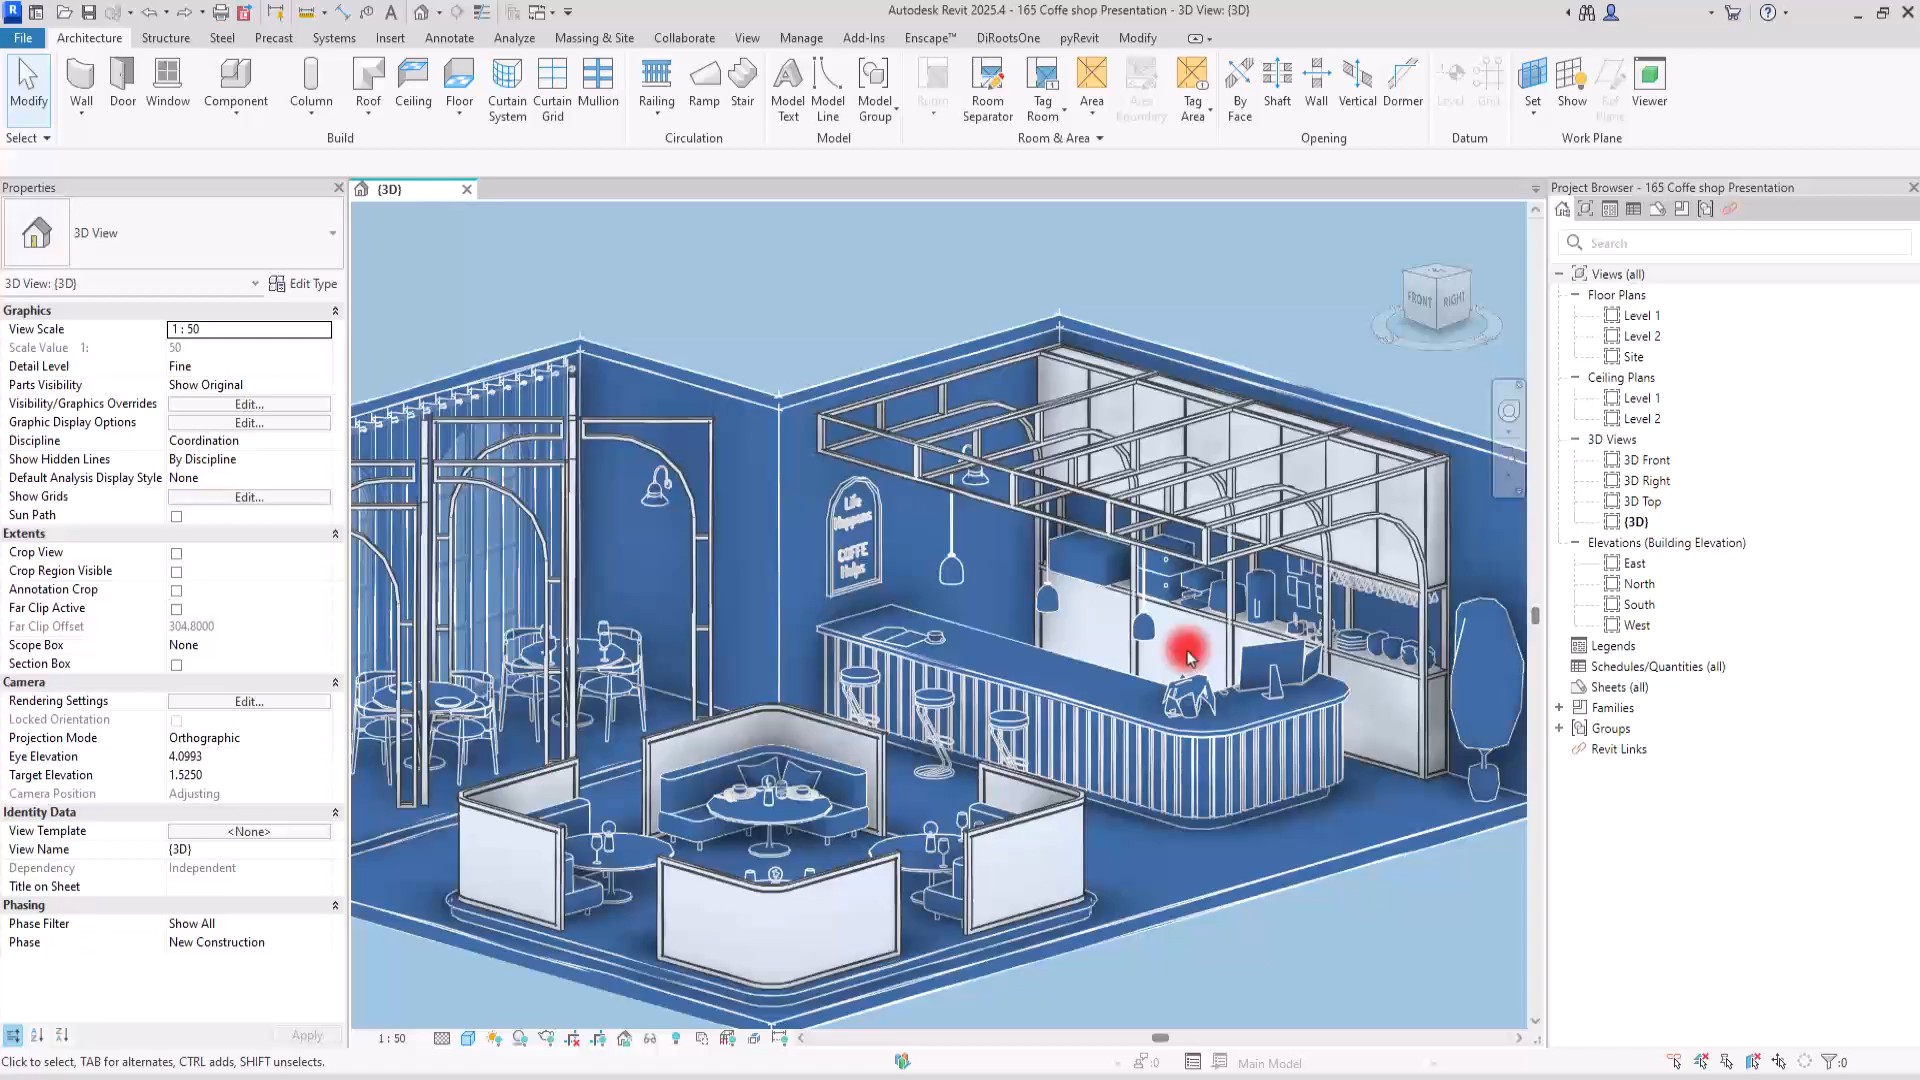 Autodesk Revit 2025.4 - 165 Coffe shop Presentation - 3D View: {3D}
File Architecture Structure Steel Precast Systems Insert Annotate Analyze Massing & Site Collaborate View Manage Add-Ins Enscape™ DiRootsOne pyRevit Modify
Modify Wall Door Window Component Column Roof Ceiling Floor Curtain System Curtain Grid Mullion Railing Ramp Stair Model Text Model Line Model Group Room Room Separator Tag Room Area Area Boundary Tag Area By Face Shaft Wall Vertical Dormer Level Grid Set Show Ref Plane Viewer
Select Build Circulation Model Room & Area Opening Datum Work Plane
Properties
3D View
3D View: {3D} Edit Type
Graphics
View Scale 1 : 50
Scale Value 1: 50
Detail Level Fine
Parts Visibility Show Original
Visibility/Graphics Overrides Edit...
Graphic Display Options Edit...
Discipline Coordination
Show Hidden Lines By Discipline
Default Analysis Display Style None
Show Grids Edit...
Sun Path
Extents
Crop View
Crop Region Visible
Annotation Crop
Far Clip Active
Far Clip Offset 304.8000
Scope Box None
Section Box
Camera
Rendering Settings Edit...
Locked Orientation
Projection Mode Orthographic
Eye Elevation 4.0993
Target Elevation 1.5250
Camera Position Adjusting
Identity Data
View Template <None>
View Name {3D}
Dependency Independent
Title on Sheet
Phasing
Phase Filter Show All
Phase New Construction
Apply
{3D}
FRONT RIGHT
Life
Happens
COFFE
Helps
1 : 50
Project Browser - 165 Coffe shop Presentation
Search
Views (all)
Floor Plans
Level 1
Level 2
Site
Ceiling Plans
Level 1
Level 2
3D Views
3D Front
3D Right
3D Top
{3D}
Elevations (Building Elevation)
East
North
South
West
Legends
Schedules/Quantities (all)
Sheets (all)
Families
Groups
Revit Links
Click to select, TAB for alternates, CTRL adds, SHIFT unselects.
:0
Main Model
:0